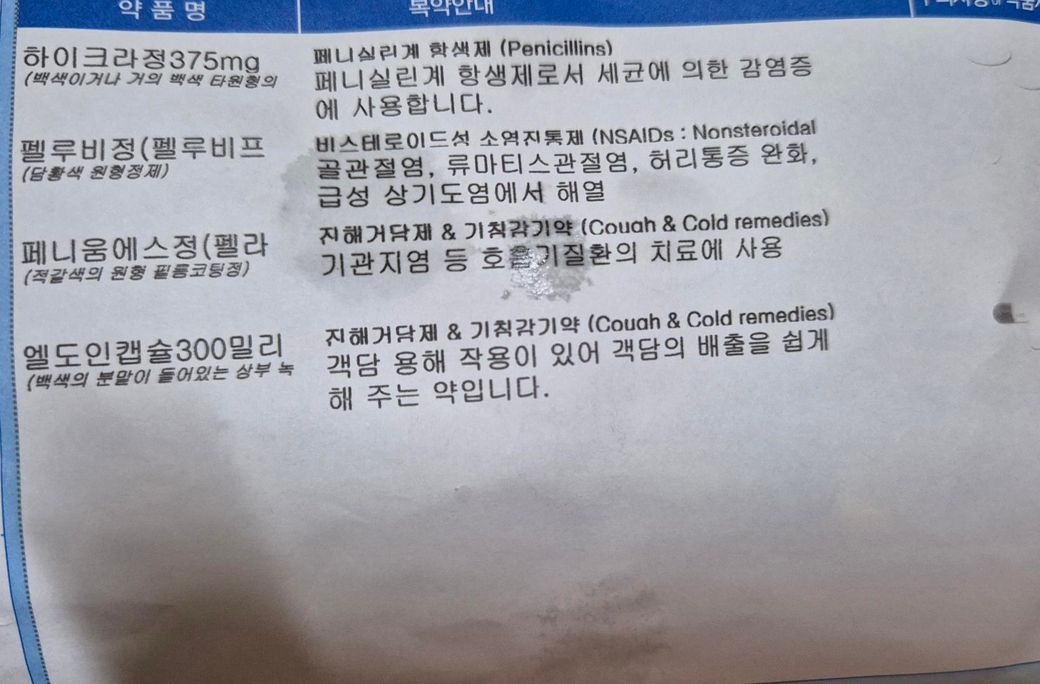 약 품 명
복약안내
하이크라정375mg
(백색이거나 거의 백색 타원형의
페니실린계 항생제 (Penicillins)
페니실린계 항생제로서 세균에 의한 감염증
에 사용합니다.
펠루비정(펠루비프
(담황색 원형정제)
비스테로이드성 소염진통제 (NSAIDs : Nonsteroidal
골관절염, 류마티스관절염, 허리통증 완화,
급성 상기도염에서 해열
페니움에스정(펠라
(적갈색의 원형 필름코팅정)
진해거담제 & 기침감기약 (Cough & Cold remedies)
기관지염 등 호흡기질환의 치료에 사용
엘도인캡슐300밀리
(백색의 분말이 들어있는 상부 녹
진해거담제 & 기침감기약 (Cough & Cold remedies)
객담 용해 작용이 있어 객담의 배출을 쉽게
해 주는 약입니다.